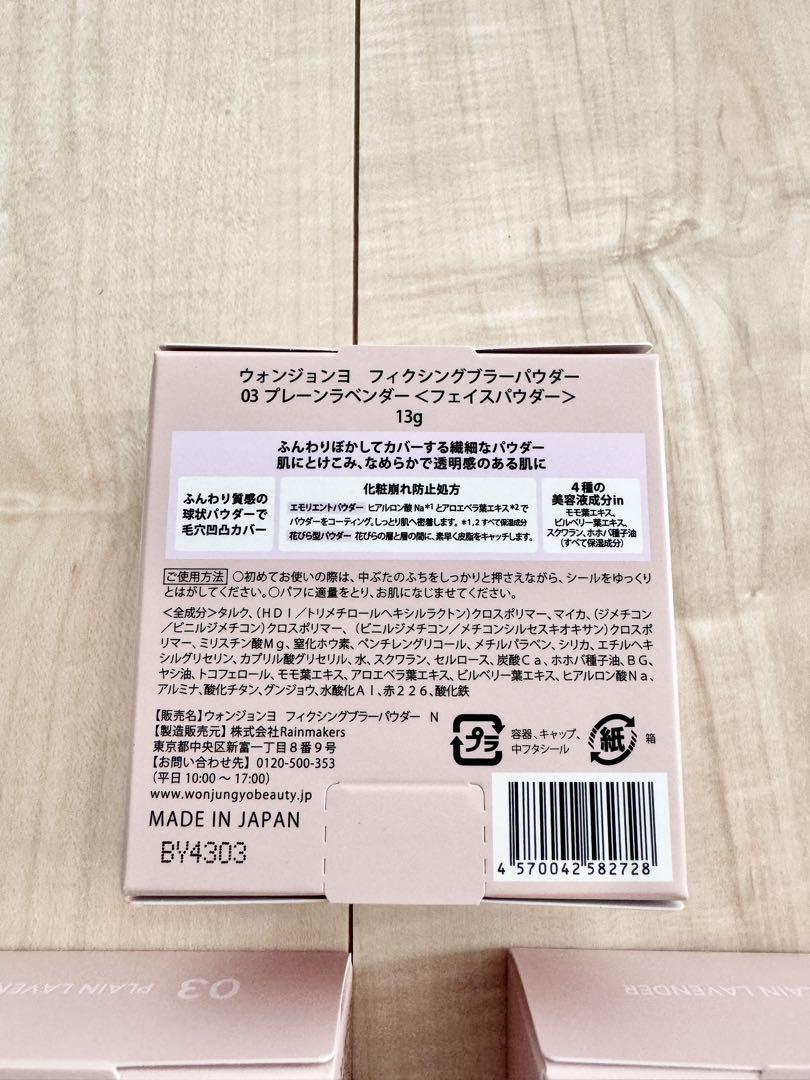 ウォンジョンヨ　フィクシングブラーパウダー
03 プレーンラベンダー＜フェイスパウダー＞
13g
ふんわりぼかしてカバーする繊細なパウダー
肌にとけこみ、なめらかで透明感のある肌に
ふんわり質感の
球状パウダーで
毛穴凹凸カバー
化粧崩れ防止処方
エモリエントパウダー ヒアルロン酸Na*1とアロエベラ葉エキス*2で
パウダーをコーティング。しっとり肌へ密着します。 *1,2 すべて保湿成分
花びら型パウダー 花びらの層と層の間に、素早く皮脂をキャッチします。
4種の
美容液成分in
モモ葉エキス、
ビルベリー葉エキス、
スクワラン、ホホバ種子油
（すべて保湿成分）
ご使用方法 ○初めてお使いの際は、中ぶたのふちをしっかりと押さえながら、シールをゆっくり
とはがしてください。○パフに適量をとり、お肌になじませてください。
＜全成分＞タルク、（ＨＤＩ／トリメチロールヘキシルラクトン）クロスポリマー、マイカ、（ジメチコン
／ビニルジメチコン）クロスポリマー、（ビニルジメチコン／メチコンシルセスキオキサン）クロスポ
リマー、ミリスチン酸Ｍｇ、窒化ホウ素、ペンチレングリコール、メチルパラベン、シリカ、エチルヘキ
シルグリセリン、カプリル酸グリセリル、水、スクワラン、セルロース、炭酸Ｃａ、ホホバ種子油、ＢＧ、
ヤシ油、トコフェロール、モモ葉エキス、アロエベラ葉エキス、ビルベリー葉エキス、ヒアルロン酸Ｎａ、
アルミナ、酸化チタン、グンジョウ、水酸化Ａｌ、赤２２６、酸化鉄
【販売名】ウォンジョンヨ　フィクシングブラーパウダー　N
【製造販売元】株式会社Rainmakers
東京都中央区新富一丁目８番９号
【お問い合わせ先】0120-500-353
（平日 10:00 ～ 17:00）
www.wonjungyobeauty.jp
MADE IN JAPAN
BY4303
プラ
容器、キャップ、
中フタシール
紙
箱
4 570042 582728
03 PLAIN LAVEN
LAIN LAVENDER